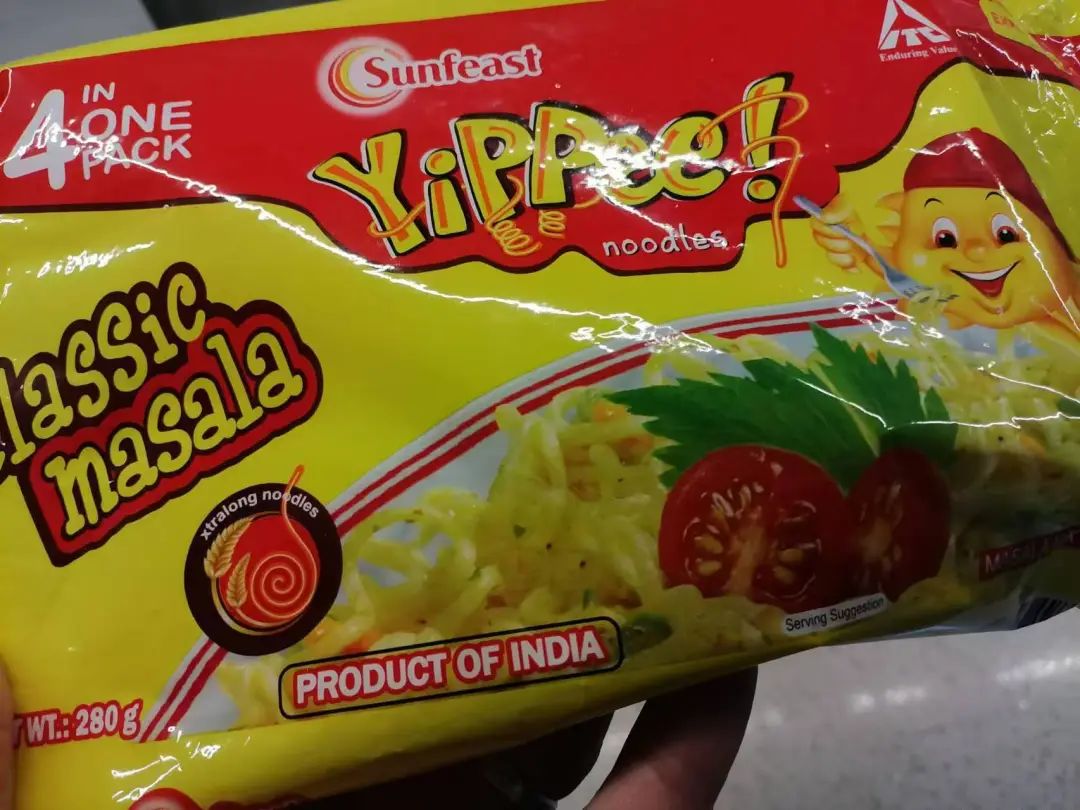 4 IN
ONE
PACK
Sunfeast
YiPPee!
noodles
ITC
Enduring Value
classic
masala
xtralong noodles
PRODUCT OF INDIA
Serving Suggestion
WT.: 280 g